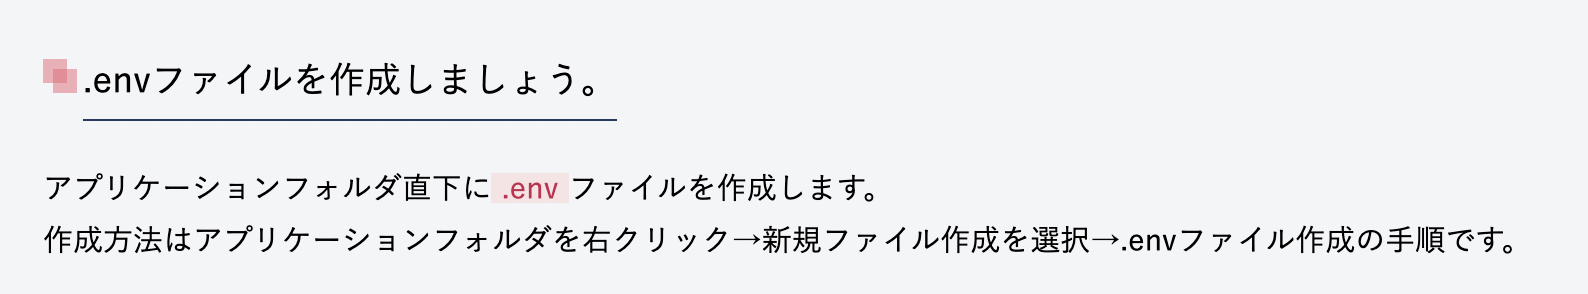 .envファイルを作成しましょう。
アプリケーションフォルダ直下に .env ファイルを作成します。
作成方法はアプリケーションフォルダを右クリック→新規ファイル作成を選択→.envファイル作成の手順です。